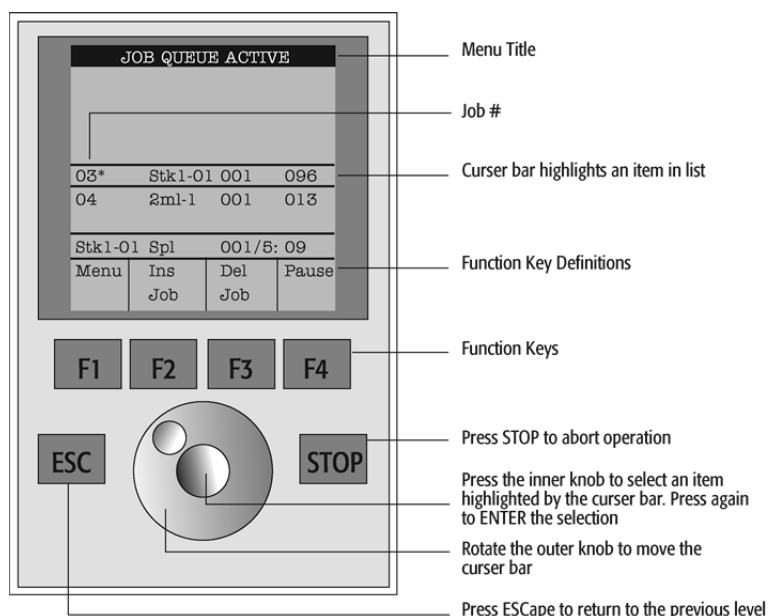 JOB QUEUE ACTIVE
Menu Title
Job #
03* Stk1-01 001 096
Curser bar highlights an item in list
04 2ml-1 001 013
Stk1-01 Spl 001/5: 09
Menu Ins Del Pause
Job Job
Function Key Definitions
F1 F2 F3 F4
Function Keys
ESC STOP
Press STOP to abort operation
Press the inner knob to select an item
highlighted by the curser bar. Press again
to ENTER the selection
Rotate the outer knob to move the
curser bar
Press ESCape to return to the previous level